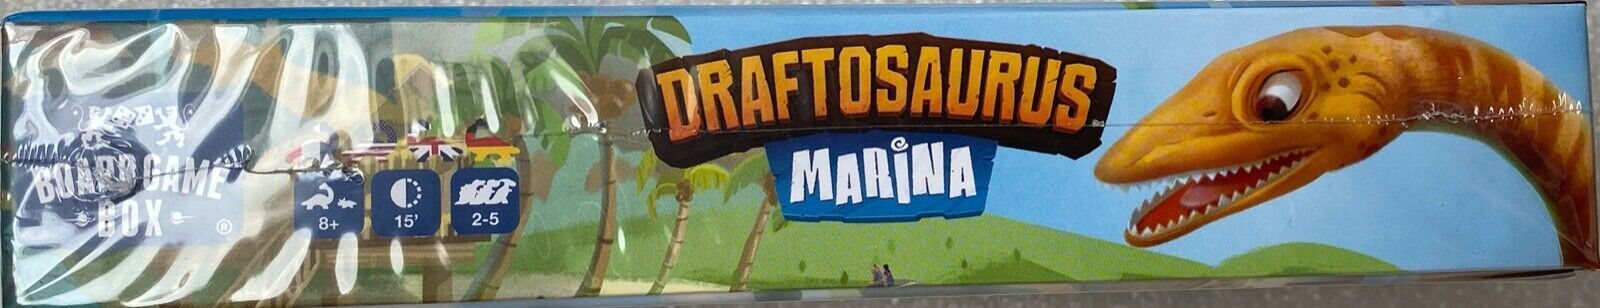 DRAFTOSAURUS
MARINA
BOARD GAME
BOX
®
8+
15'
2-5